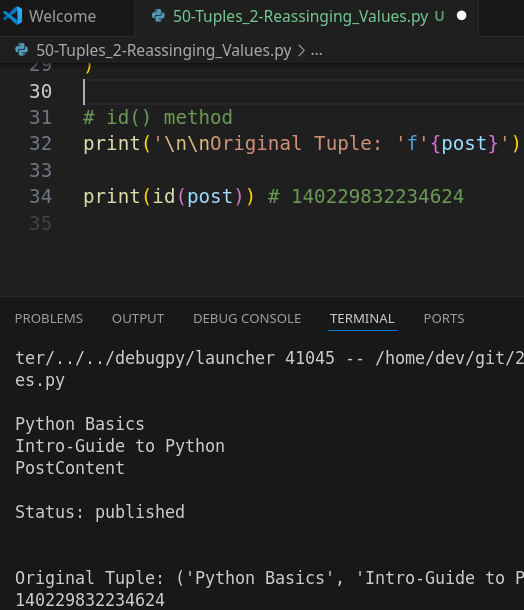 Welcome
50-Tuples_2-Reassinging_Values.py U
50-Tuples_2-Reassinging_Values.py > ...
29 )
30
31 # id() method
32 print('\n\nOriginal Tuple: 'f'{post}')
33
34 print(id(post)) # 140229832234624
35
PROBLEMS OUTPUT DEBUG CONSOLE TERMINAL PORTS
ter/../../debugpy/launcher 41045 -- /home/dev/git/2
es.py
Python Basics
Intro-Guide to Python
PostContent
Status: published
Original Tuple: ('Python Basics', 'Intro-Guide to P
140229832234624